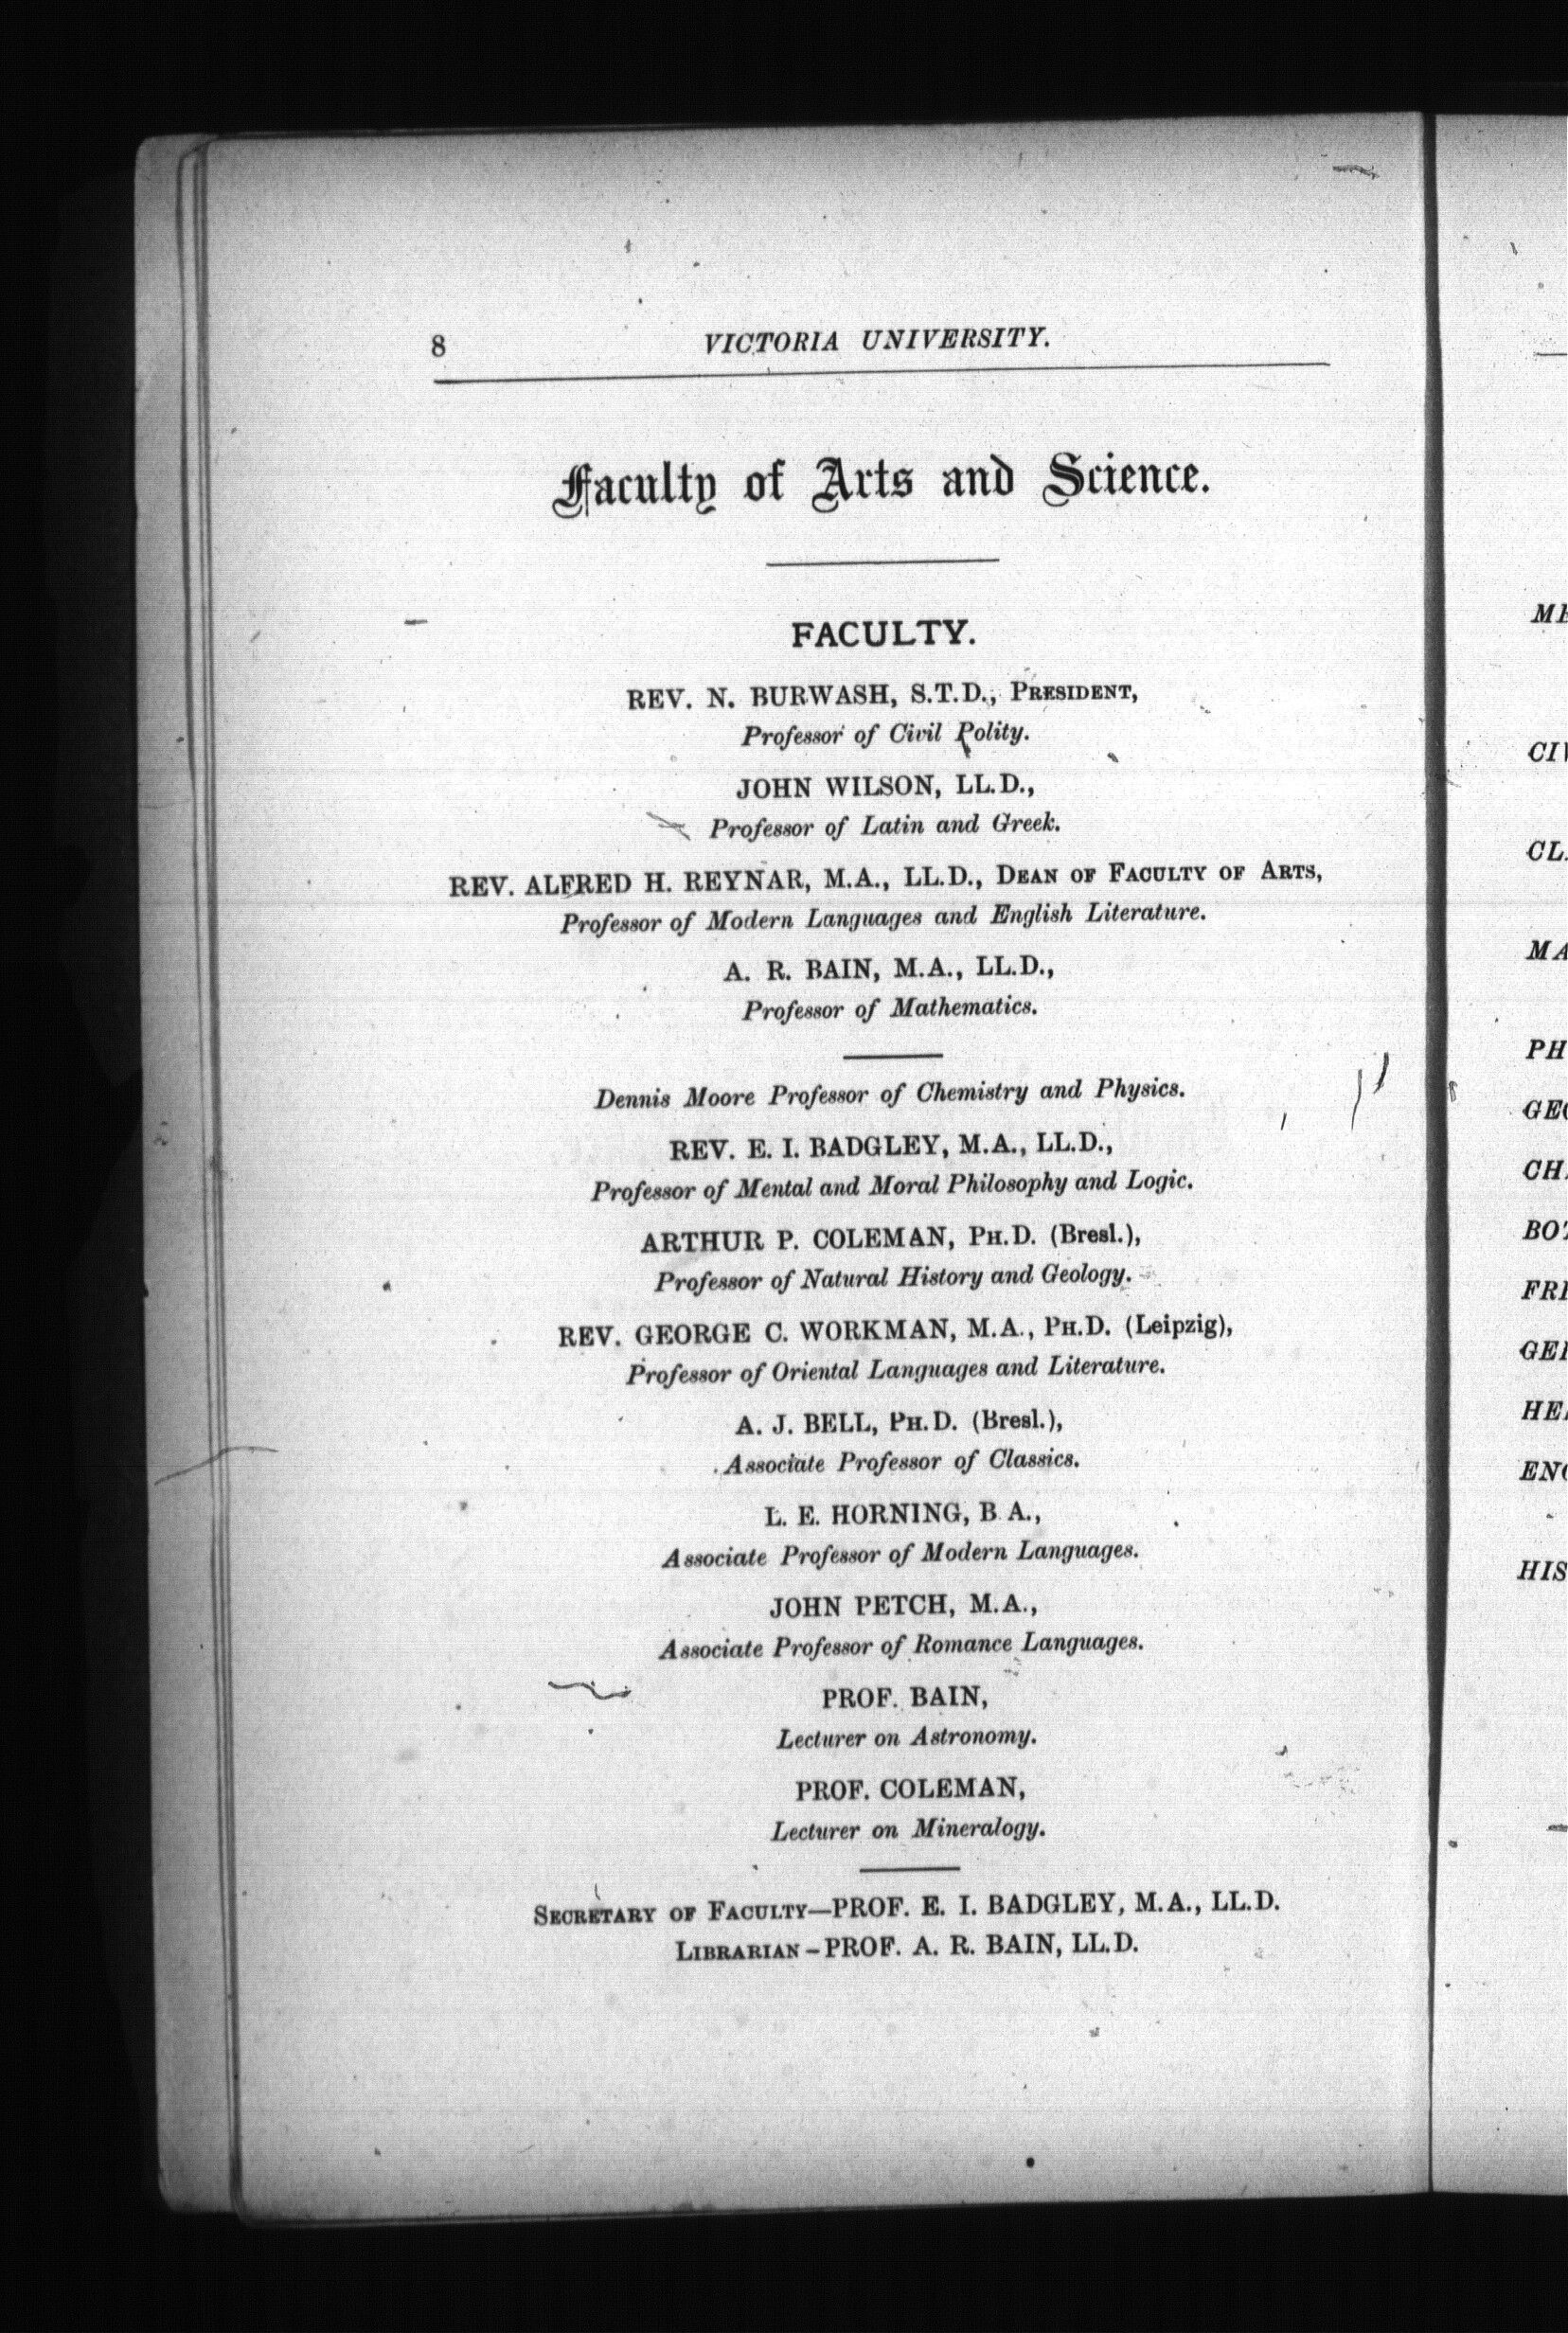 8
VICTORIA UNIVERSITY.
Faculty of Arts and Science.
FACULTY.
REV. N. BURWASH, S.T.D., PRESIDENT,
Professor of Civil Polity.
JOHN WILSON, LL.D.,
Professor of Latin and Greek.
REV. ALFRED H. REYNAR, M.A., LL.D., DEAN OF FACULTY OF ARTS,
Professor of Modern Languages and English Literature.
A. R. BAIN, M.A., LL.D.,
Professor of Mathematics.
Dennis Moore Professor of Chemistry and Physics.
REV. E. I. BADGLEY, M.A., LL.D.,
Professor of Mental and Moral Philosophy and Logic.
ARTHUR P. COLEMAN, PH.D. (Bresl.),
Professor of Natural History and Geology.
REV. GEORGE C. WORKMAN, M.A., PH.D. (Leipzig),
Professor of Oriental Languages and Literature.
A. J. BELL, PH.D. (Bresl.),
Associate Professor of Classics.
L. E. HORNING, B A.,
Associate Professor of Modern Languages.
JOHN PETCH, M.A.,
Associate Professor of Romance Languages.
PROF. BAIN,
Lecturer on Astronomy.
PROF. COLEMAN,
Lecturer on Mineralogy.
SECRETARY OF FACULTY—PROF. E. I. BADGLEY, M.A., LL.D.
LIBRARIAN–PROF. A. R. BAIN, LL.D.